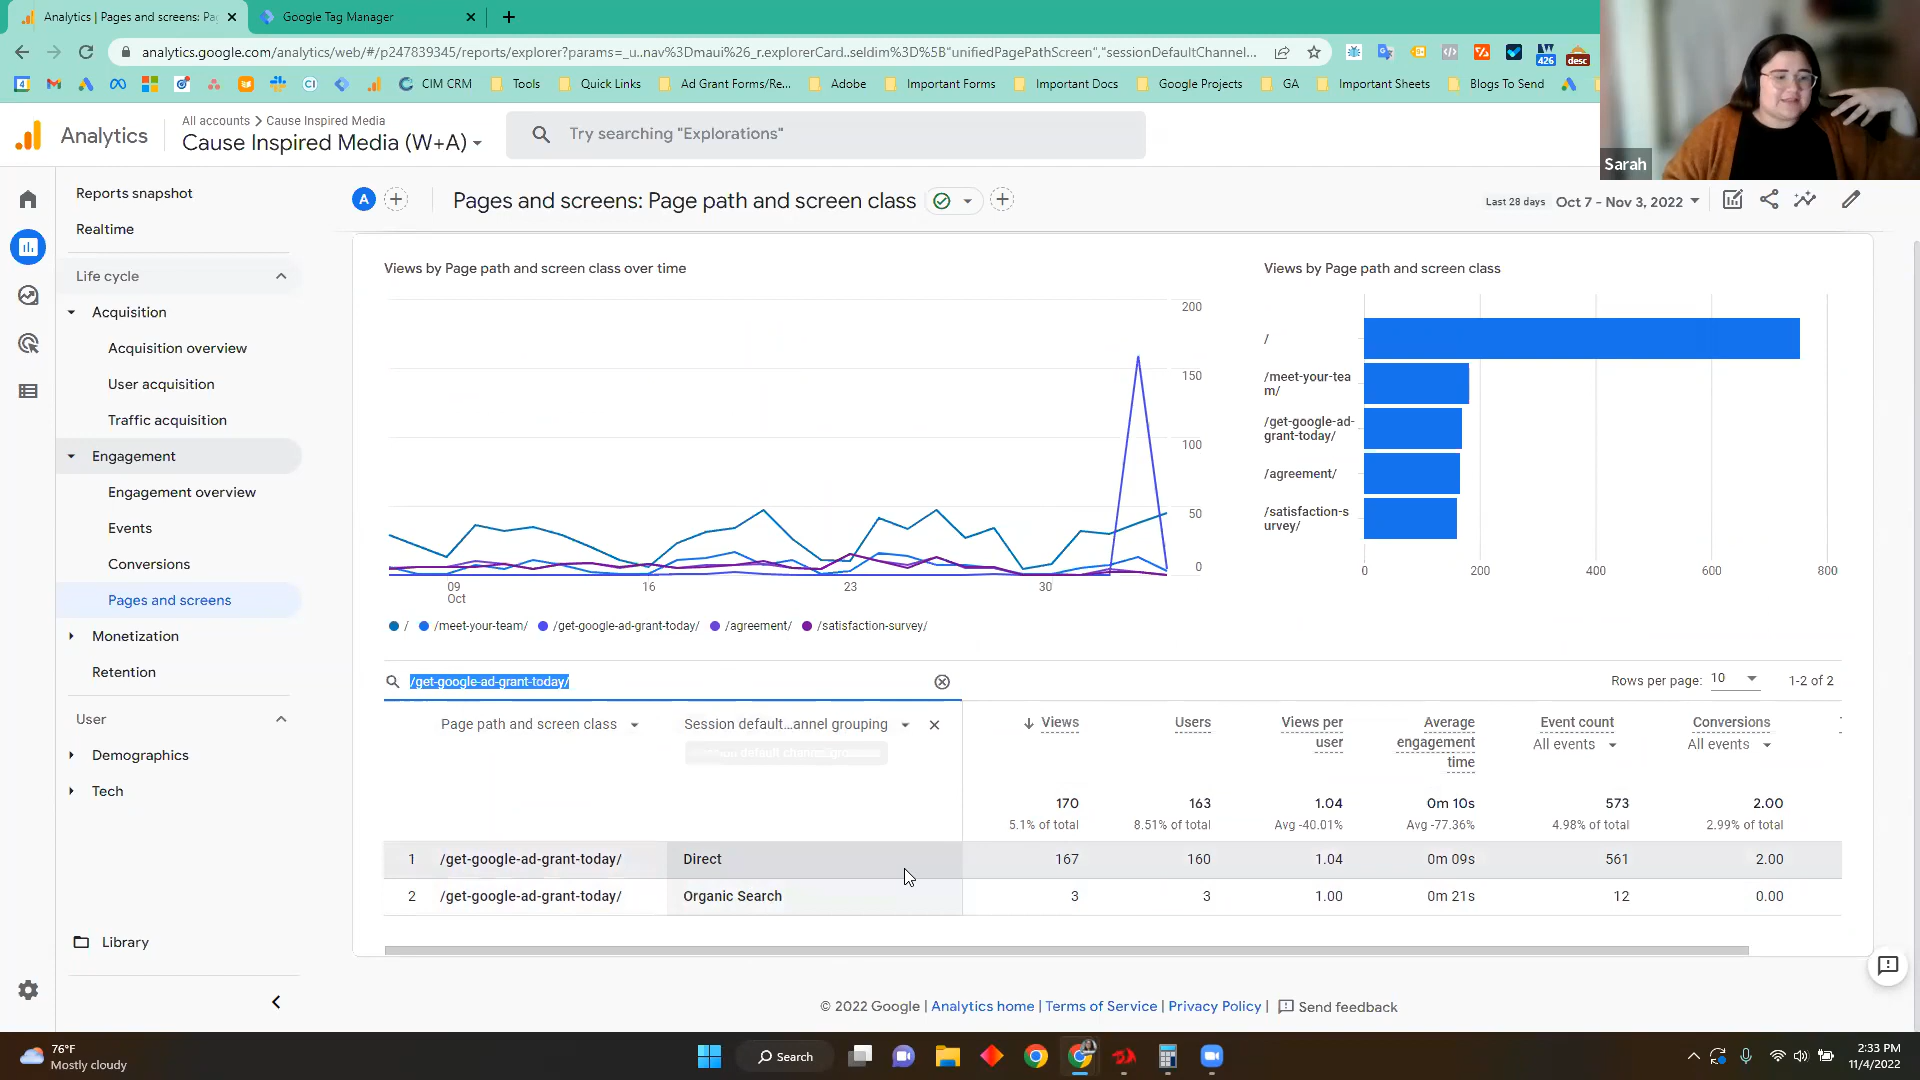 Analytics | Pages and screens: Pa
Google Tag Manager
analytics.google.com/analytics/web/#/p247839345/reports/explorer?params=_u..nav%3Dmaui%26_r.explorerCard..seldim%3D%5B"unifiedPagePathScreen","sessionDefaultChannel...
CIM CRM
Tools
Quick Links
Ad Grant Forms/Re...
Adobe
Important Forms
Important Docs
Google Projects
GA
Important Sheets
Blogs To Send
426
desc
Sarah
Analytics
All accounts > Cause Inspired Media
Cause Inspired Media (W+A)
Try searching "Explorations"
Reports snapshot
Realtime
Life cycle
Acquisition
Acquisition overview
User acquisition
Traffic acquisition
Engagement
Engagement overview
Events
Conversions
Pages and screens
Monetization
Retention
User
Demographics
Tech
Library
A
Pages and screens: Page path and screen class
Last 28 days Oct 7 - Nov 3, 2022
Views by Page path and screen class over time
200
150
100
50
0
09
Oct
16
23
30
/ /meet-your-team/ /get-google-ad-grant-today/ /agreement/ /satisfaction-survey/
Views by Page path and screen class
/
/meet-your-tea
m/
/get-google-ad-
grant-today/
/agreement/
/satisfaction-s
urvey/
0 200 400 600 800
/get-google-ad-grant-today/
Rows per page: 10 1-2 of 2
Page path and screen class
Session default...annel grouping
Views
Users
Views per
user
Average
engagement
time
Event count
All events
Conversions
All events
170 163 1.04 0m 10s 573 2.00
5.1% of total 8.51% of total Avg -40.01% Avg -77.36% 4.98% of total 2.99% of total
1 /get-google-ad-grant-today/ Direct 167 160 1.04 0m 09s 561 2.00
2 /get-google-ad-grant-today/ Organic Search 3 3 1.00 0m 21s 12 0.00
© 2022 Google | Analytics home | Terms of Service | Privacy Policy | Send feedback
76°F
Mostly cloudy
Search
2:33 PM
11/4/2022